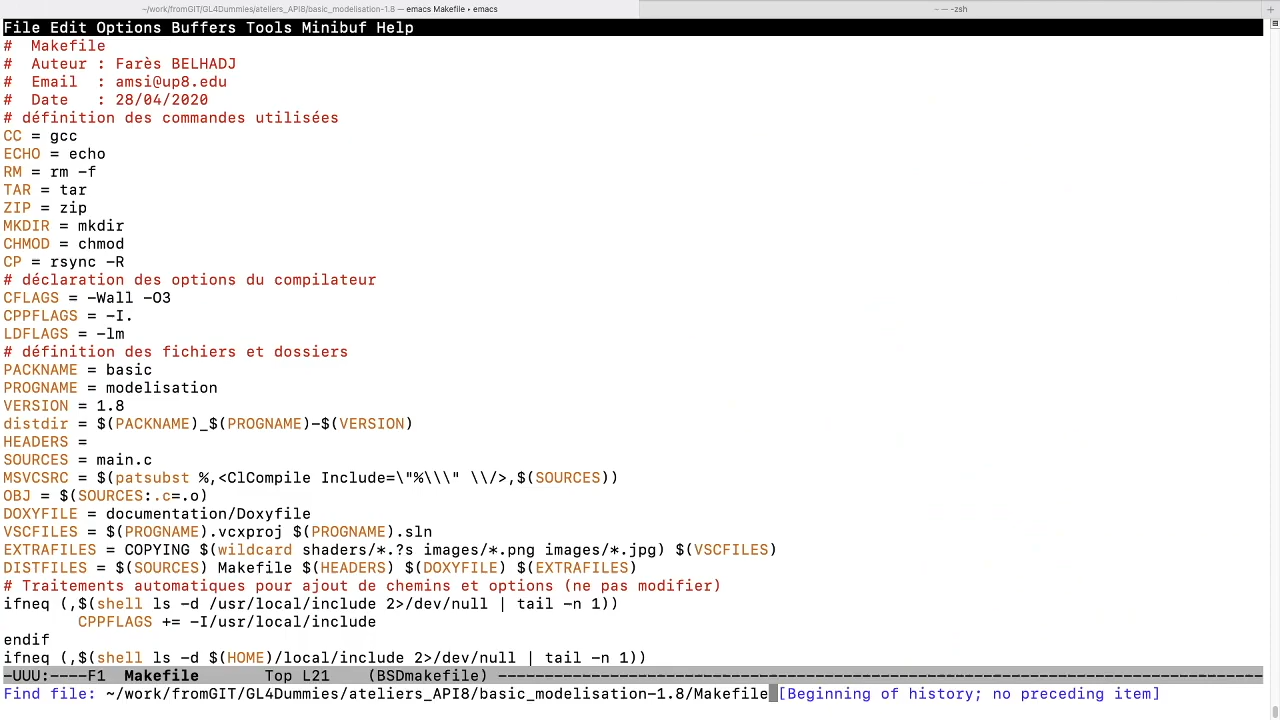 ~/work/fromGIT/GL4Dummies/ateliers_API8/basic_modelisation-1.8 — emacs Makefile • emacs
— — -zsh
File Edit Options Buffers Tools Minibuf Help
#  Makefile
#  Auteur : Farès BELHADJ
#  Email  : amsi@up8.edu
#  Date   : 28/04/2020
# définition des commandes utilisées
CC = gcc
ECHO = echo
RM = rm -f
TAR = tar
ZIP = zip
MKDIR = mkdir
CHMOD = chmod
CP = rsync -R
# déclaration des options du compilateur
CFLAGS = -Wall -O3
CPPFLAGS = -I.
LDFLAGS = -lm
# définition des fichiers et dossiers
PACKNAME = basic
PROGNAME = modelisation
VERSION = 1.8
distdir = $(PACKNAME)_$(PROGNAME)-$(VERSION)
HEADERS =
SOURCES = main.c
MSVCSRC = $(patsubst %,<ClCompile Include=\"%\\\" \\/>,$(SOURCES))
OBJ = $(SOURCES:.c=.o)
DOXYFILE = documentation/Doxyfile
VSCFILES = $(PROGNAME).vcxproj $(PROGNAME).sln
EXTRAFILES = COPYING $(wildcard shaders/*.?s images/*.png images/*.jpg) $(VSCFILES)
DISTFILES = $(SOURCES) Makefile $(HEADERS) $(DOXYFILE) $(EXTRAFILES)
# Traitements automatiques pour ajout de chemins et options (ne pas modifier)
ifneq (,$(shell ls -d /usr/local/include 2>/dev/null | tail -n 1))
        CPPFLAGS += -I/usr/local/include
endif
ifneq (,$(shell ls -d $(HOME)/local/include 2>/dev/null | tail -n 1))
-UUU:----F1  Makefile       Top L21    (BSDmakefile) ----------------------------------------------------------------------------------
Find file: ~/work/fromGIT/GL4Dummies/ateliers_API8/basic_modelisation-1.8/Makefile [Beginning of history; no preceding item]